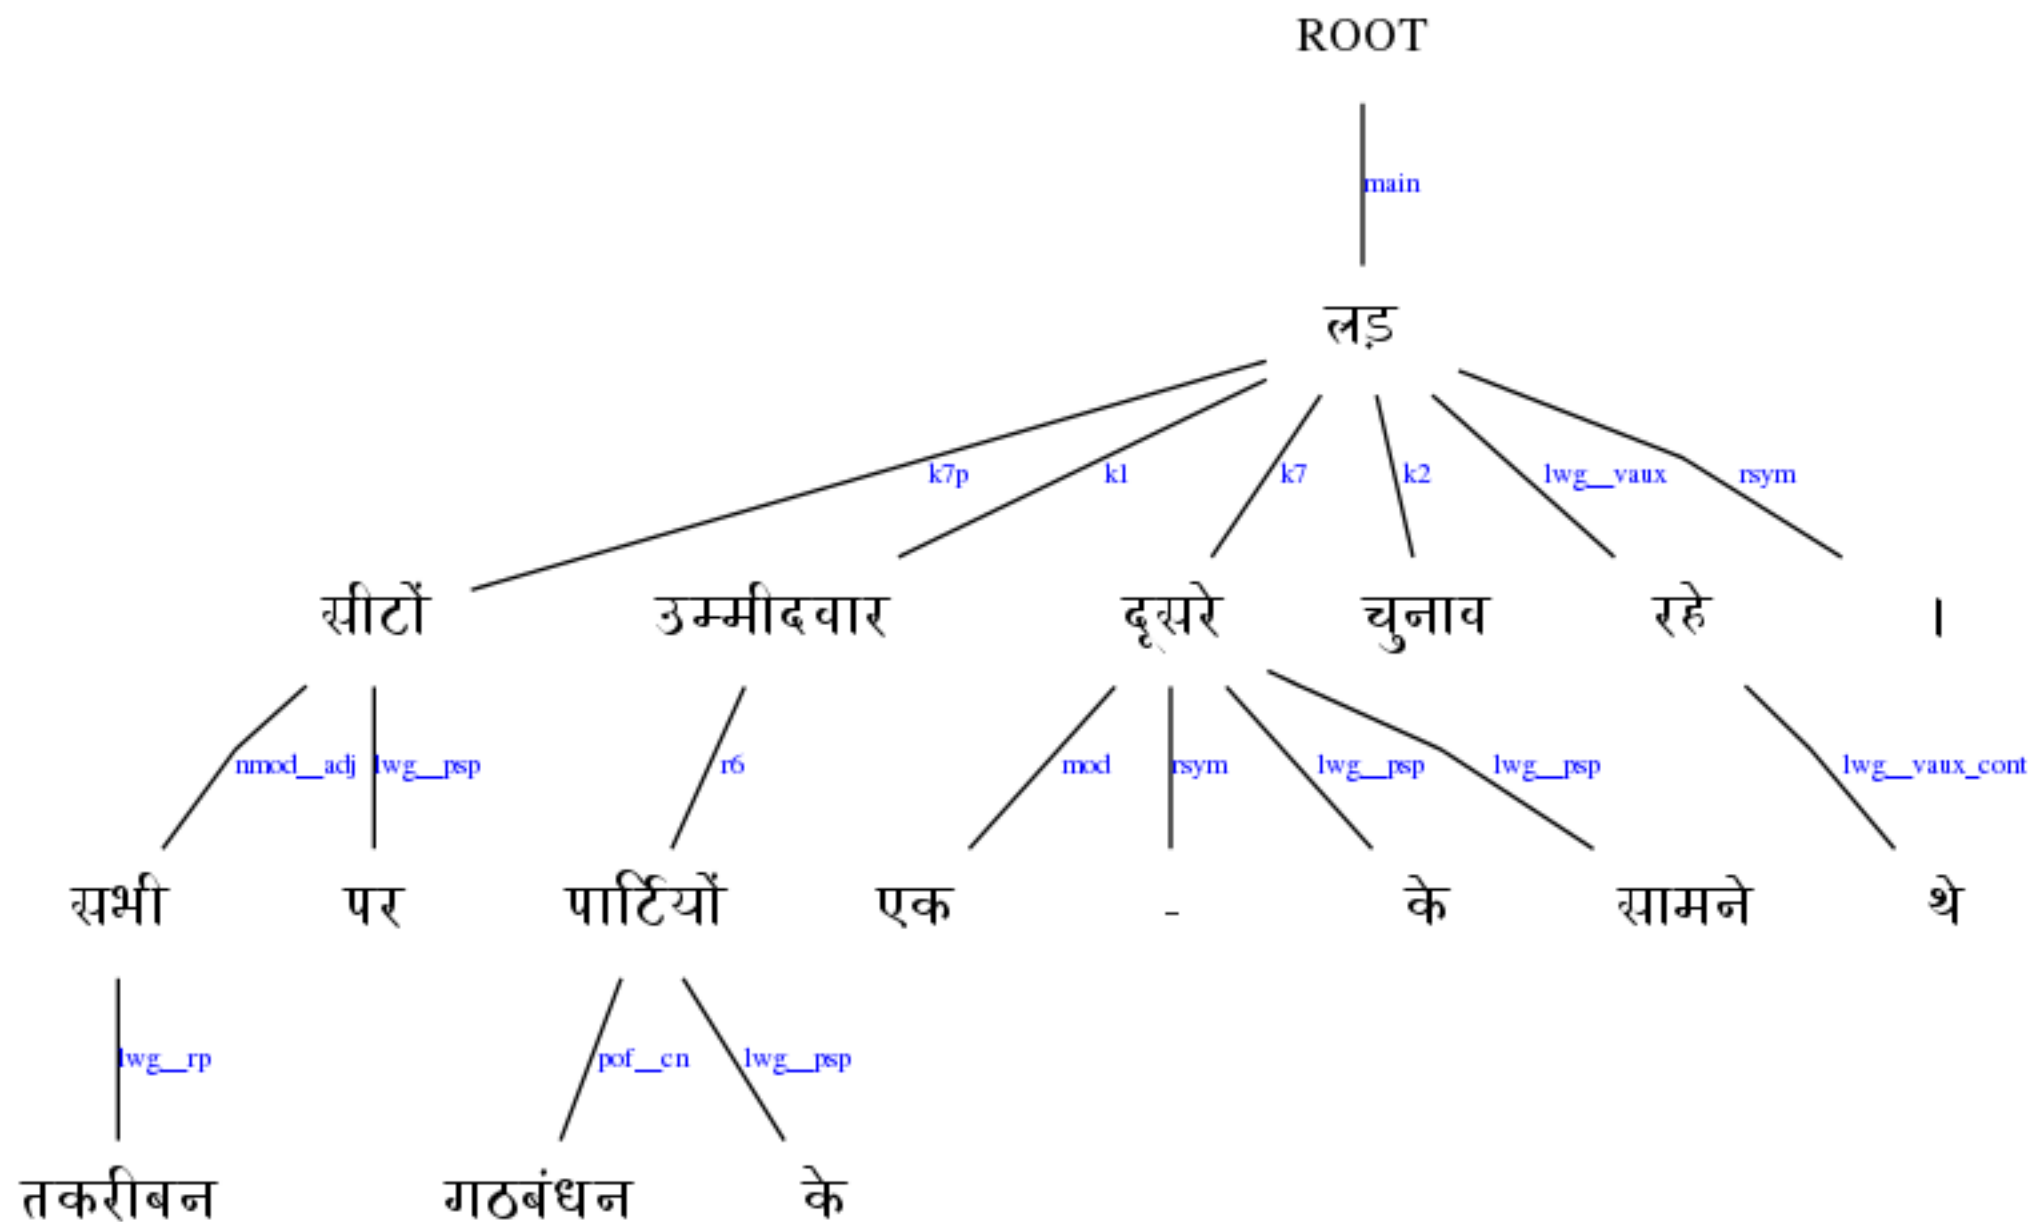 ROOT
main
लड़
k7p k1 k7 k2 lwg__vaux rsym
सीटों उम्मीदवार दूसरे चुनाव रहे ।
nmod__adj lwg__psp r6 mod rsym lwg__psp lwg__psp lwg__vaux_cont
सभी पर पार्टियों एक - के सामने थे
lwg__rp pof__cn lwg__psp
तकरीबन गठबंधन के